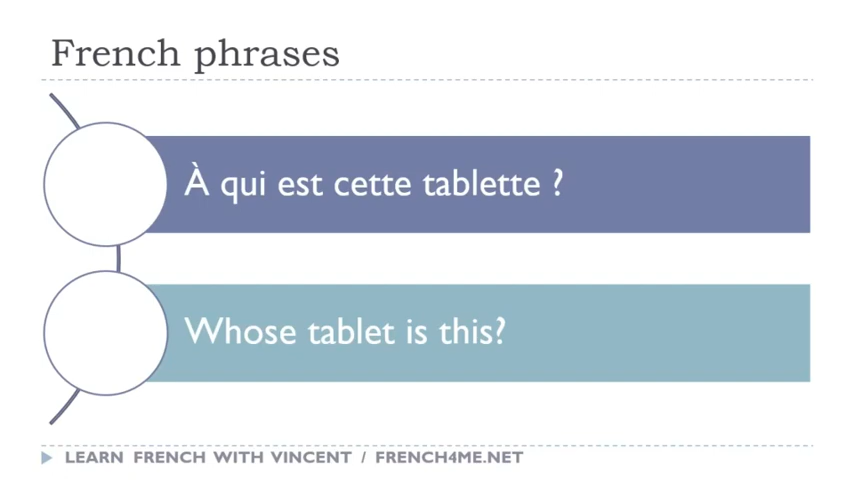 French phrases
À qui est cette tablette ?
Whose tablet is this?
LEARN FRENCH WITH VINCENT / FRENCH4ME.NET